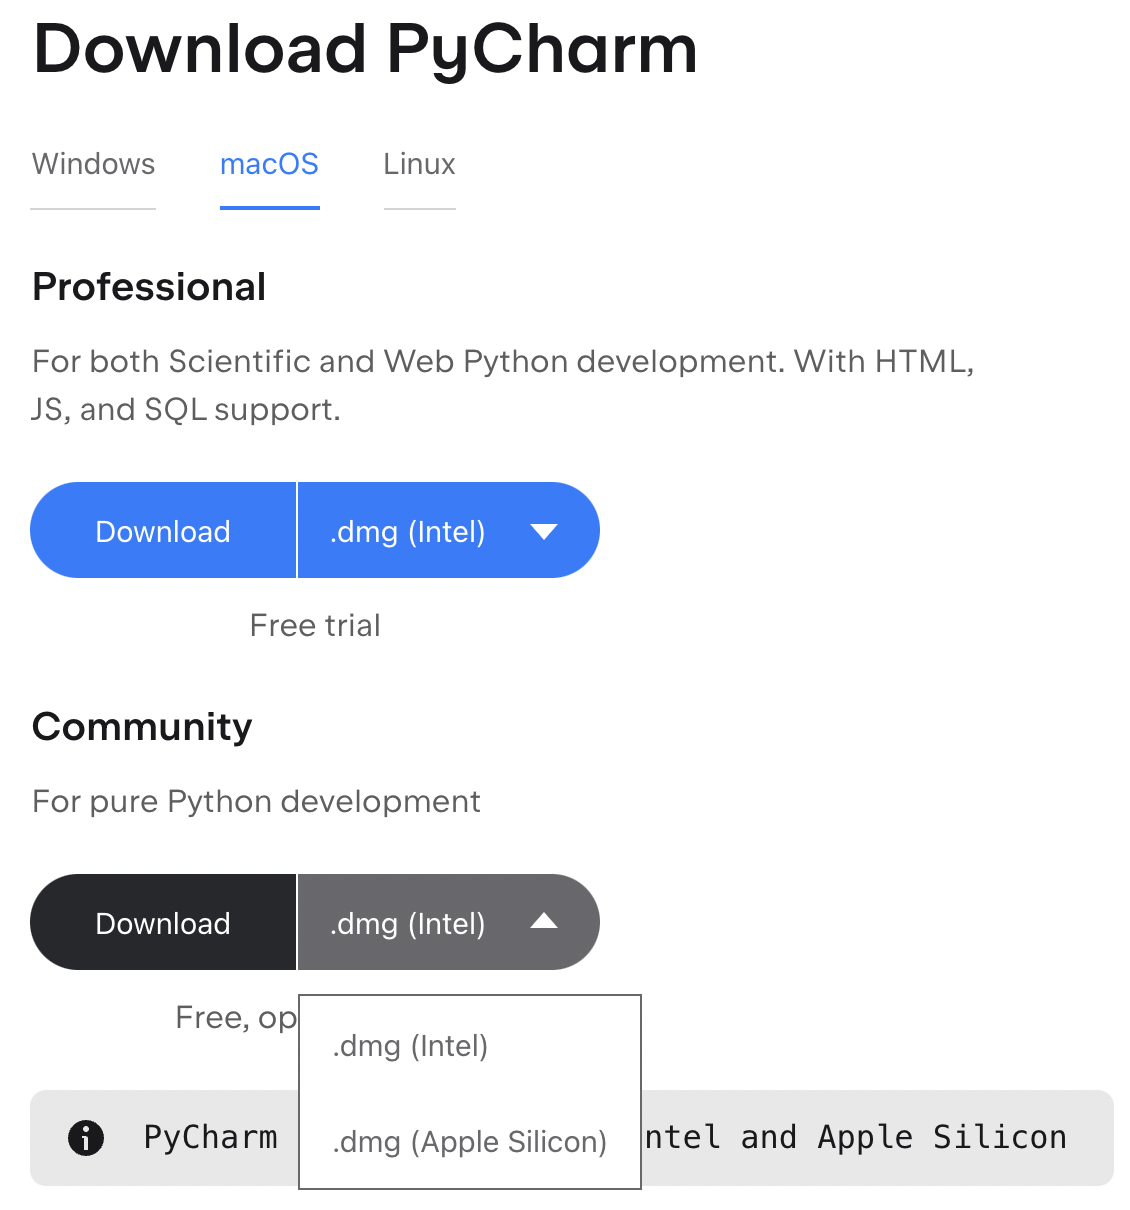 Download PyCharm
Windows macOS Linux
Professional
For both Scientific and Web Python development. With HTML,
JS, and SQL support.
Download .dmg (Intel)
Free trial
Community
For pure Python development
Download .dmg (Intel)
Free, op
.dmg (Intel)
PyCharm ntel and Apple Silicon
.dmg (Apple Silicon)